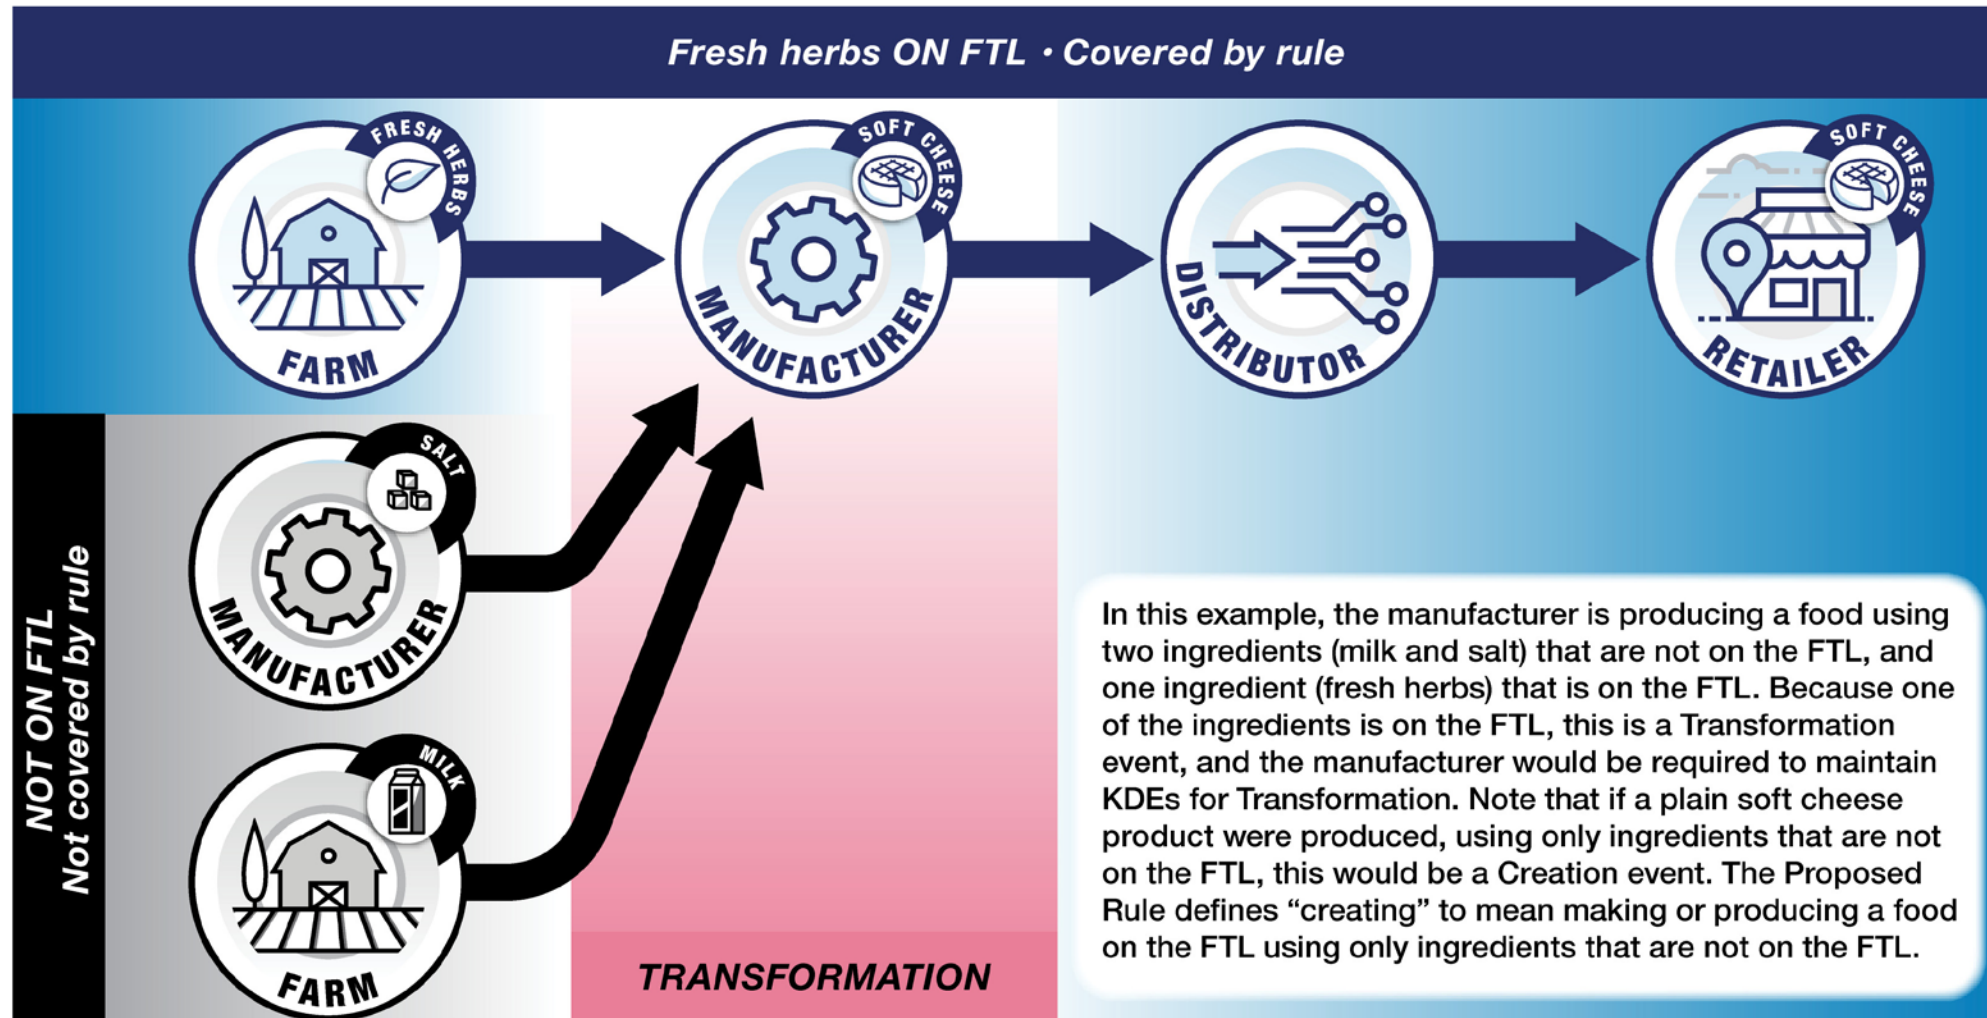 Fresh herbs ON FTL • Covered by rule
FRESH HERBS
FARM
SOFT CHEESE
MANUFACTURER
DISTRIBUTOR
SOFT CHEESE
RETAILER
NOT ON FTL
Not covered by rule
SALT
MANUFACTURER
MILK
FARM
TRANSFORMATION
In this example, the manufacturer is producing a food using
two ingredients (milk and salt) that are not on the FTL, and
one ingredient (fresh herbs) that is on the FTL. Because one
of the ingredients is on the FTL, this is a Transformation
event, and the manufacturer would be required to maintain
KDEs for Transformation. Note that if a plain soft cheese
product were produced, using only ingredients that are not
on the FTL, this would be a Creation event. The Proposed
Rule defines “creating” to mean making or producing a food
on the FTL using only ingredients that are not on the FTL.